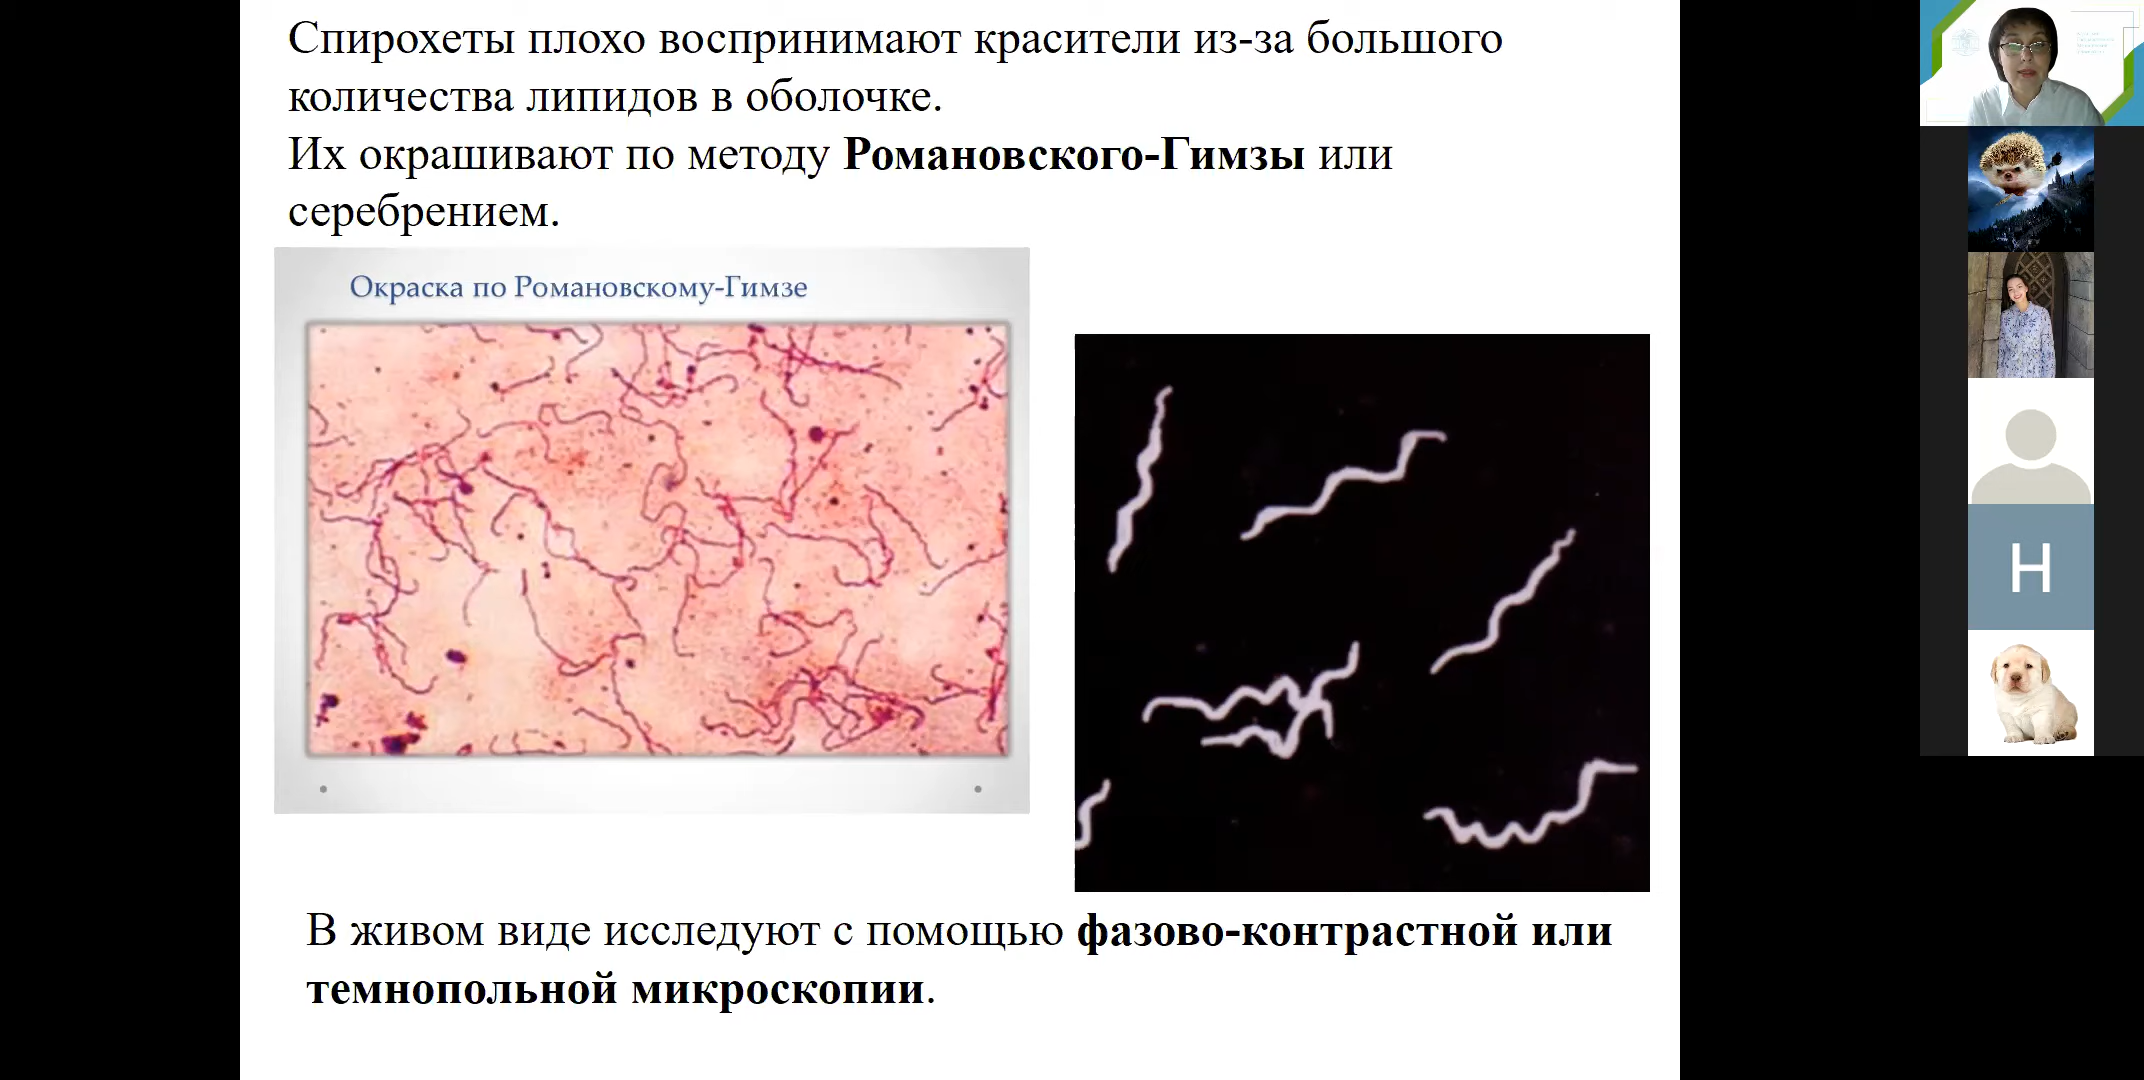 Спирохеты плохо воспринимают красители из-за большого
количества липидов в оболочке.
Их окрашивают по методу Романовского-Гимзы или
серебрением.
Окраска по Романовскому-Гимзе
В живом виде исследуют с помощью фазово-контрастной или
темнопольной микроскопии.
H